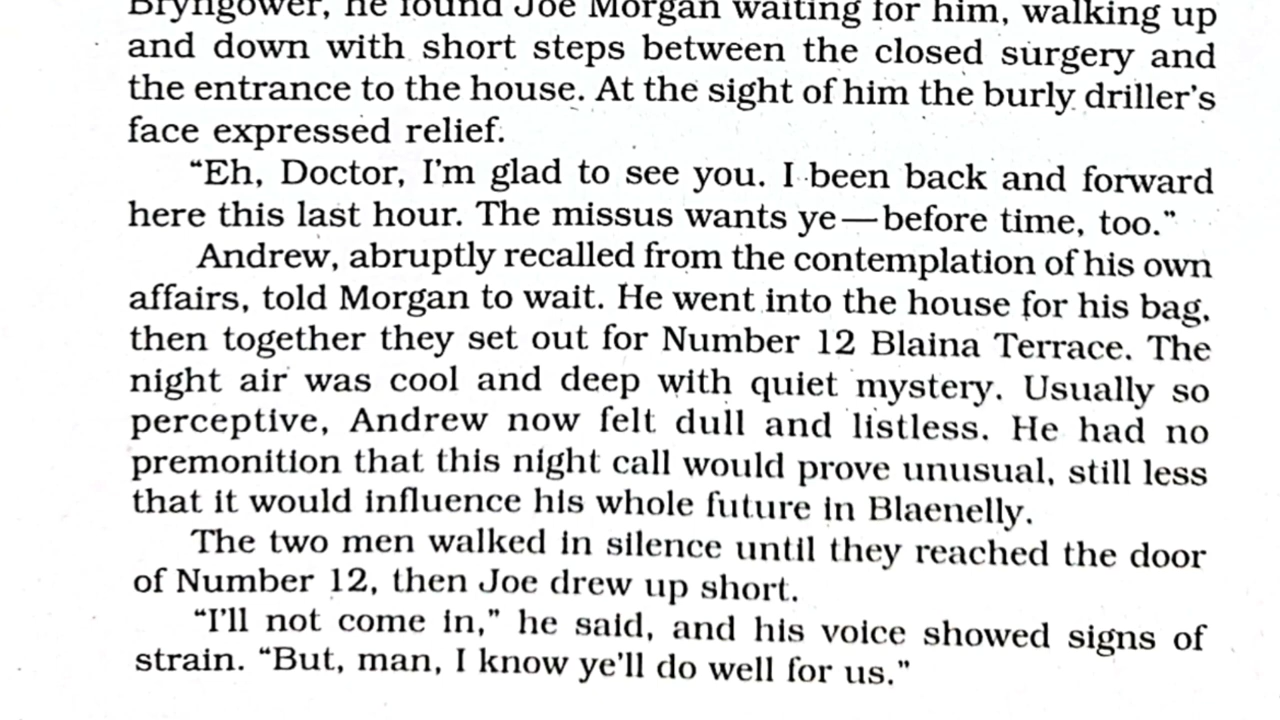 Bryngower, he found Joe Morgan waiting for him, walking up
and down with short steps between the closed surgery and
the entrance to the house. At the sight of him the burly driller's
face expressed relief.
“Eh, Doctor, I'm glad to see you. I been back and forward
here this last hour. The missus wants ye—before time, too.”
Andrew, abruptly recalled from the contemplation of his own
affairs, told Morgan to wait. He went into the house for his bag,
then together they set out for Number 12 Blaina Terrace. The
night air was cool and deep with quiet mystery. Usually so
perceptive, Andrew now felt dull and listless. He had no
premonition that this night call would prove unusual, still less
that it would influence his whole future in Blaenelly.
The two men walked in silence until they reached the door
of Number 12, then Joe drew up short.
“I'll not come in,” he said, and his voice showed signs of
strain. “But, man, I know ye'll do well for us.”